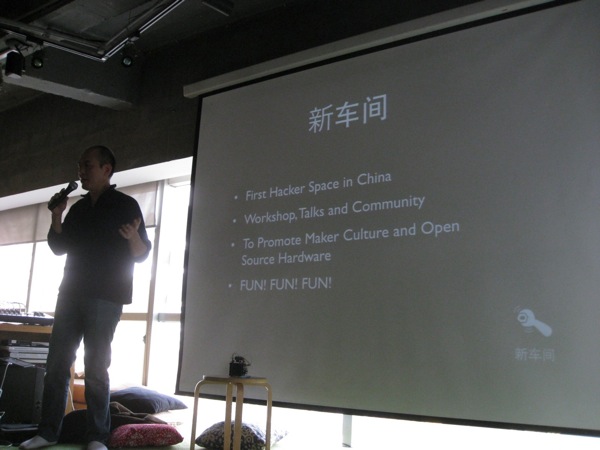 新车间
• First Hacker Space in China
• Workshop, Talks and Community
• To Promote Maker Culture and Open
Source Hardware
• FUN! FUN! FUN!
新车间